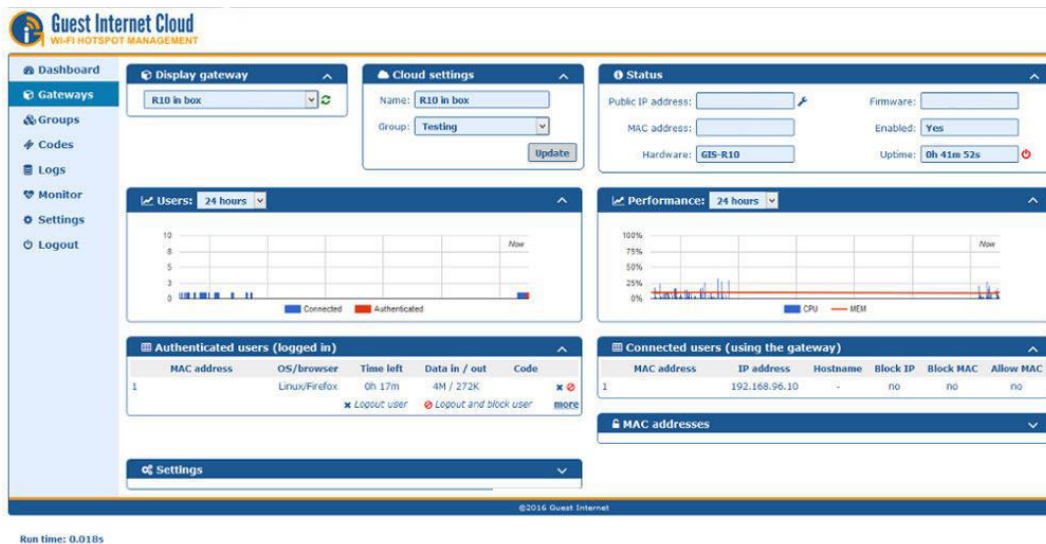 Guest Internet Cloud
WI-FI HOTSPOT MANAGEMENT
Dashboard
Gateways
Groups
Codes
Logs
Monitor
Settings
Logout
Display gateway
R10 in box
Cloud settings
Name: R10 in box
Group: Testing
Update
Status
Public IP address:
Firmware:
MAC address:
Enabled: Yes
Hardware: GIS-R10
Uptime: 0h 41m 52s
Users: 24 hours
10
8
5
3
0
Now
Connected Authenticated
Performance: 24 hours
100%
75%
50%
25%
0%
Now
CPU MEM
Authenticated users (logged in)
MAC address OS/browser Time left Data in / out Code
1 Linux/Firefox 0h 17m 4M / 272K
Logout user Logout and block user more
Connected users (using the gateway)
MAC address IP address Hostname Block IP Block MAC Allow MAC
1 192.168.96.10 - no no no
MAC addresses
Settings
©2016 Guest Internet
Run time: 0.018s